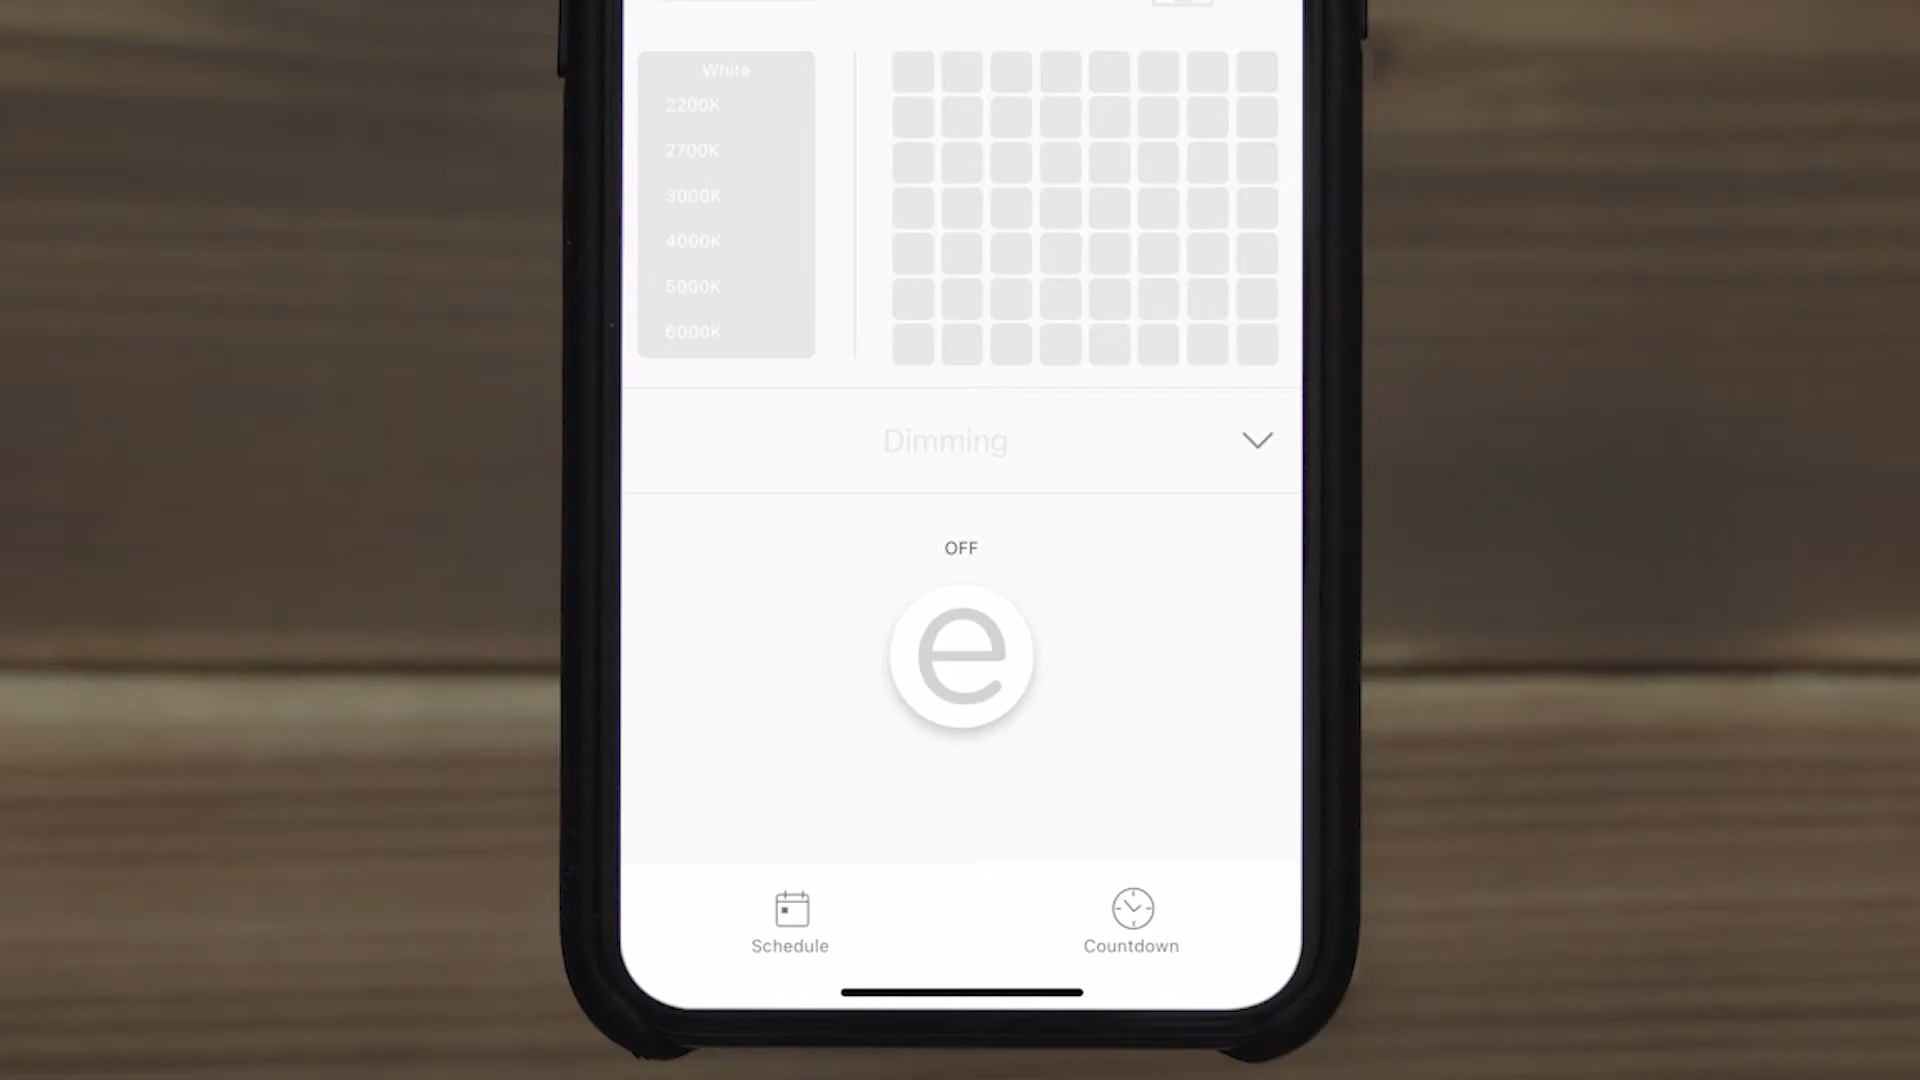 White
2200K
2700K
3000K
4000K
5000K
6000K
Dimming
OFF
e
Schedule
Countdown